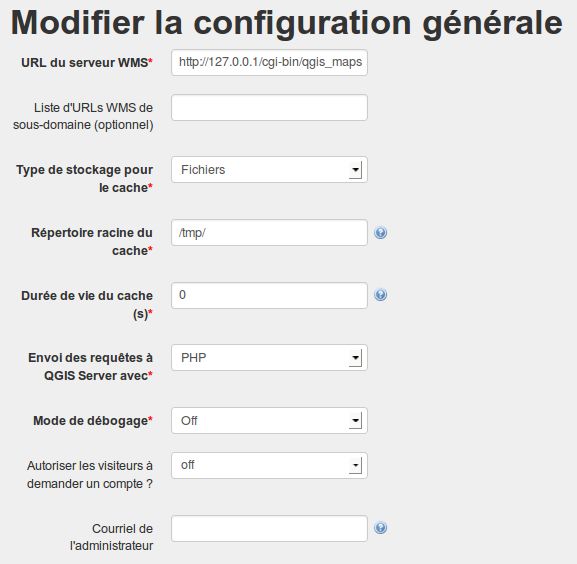 Modifier la configuration générale
URL du serveur WMS*
http://127.0.0.1/cgi-bin/qgis_maps
Liste d'URLs WMS de
sous-domaine (optionnel)
Type de stockage pour
le cache*
Fichiers
Répertoire racine du
cache*
/tmp/
Durée de vie du cache
(s)*
0
Envoi des requêtes à
QGIS Server avec*
PHP
Mode de débogage*
Off
Autoriser les visiteurs à
demander un compte ?
off
Courriel de
l'administrateur